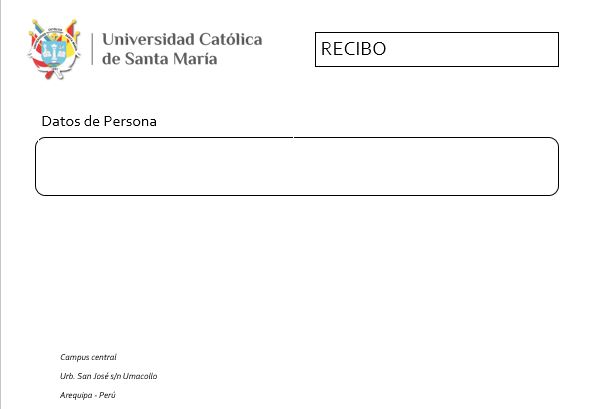 Universidad Católica
de Santa María
RECIBO
Datos de Persona
Campus central
Urb. San José s/n Umacollo
Arequipa - Perú